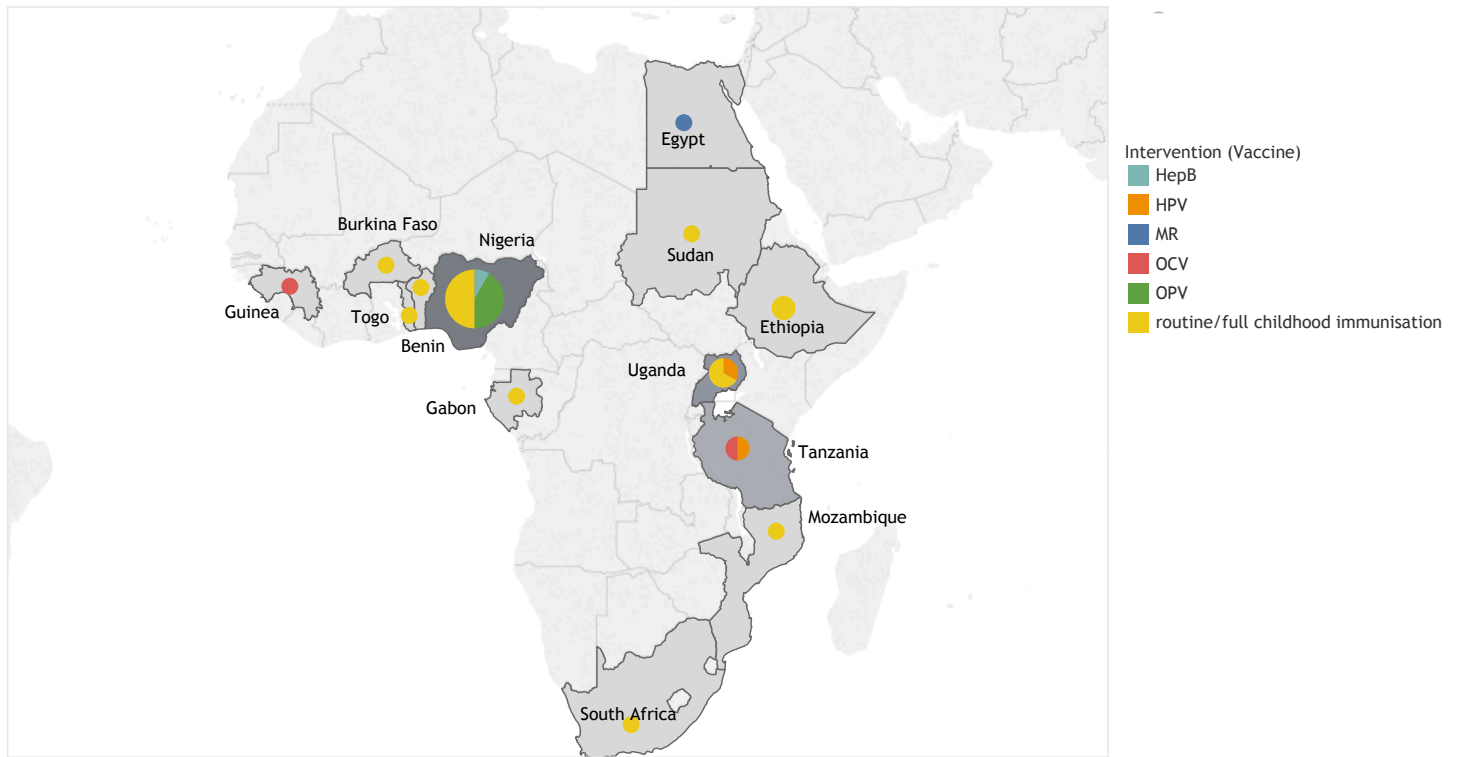 Egypt
Intervention (Vaccine)
HepB
HPV
MR
OCV
OPV
routine/full childhood immunisation
Burkina Faso
Nigeria
Sudan
Guinea
Togo
Ethiopia
Benin
Uganda
Gabon
Tanzania
Mozambique
South Africa